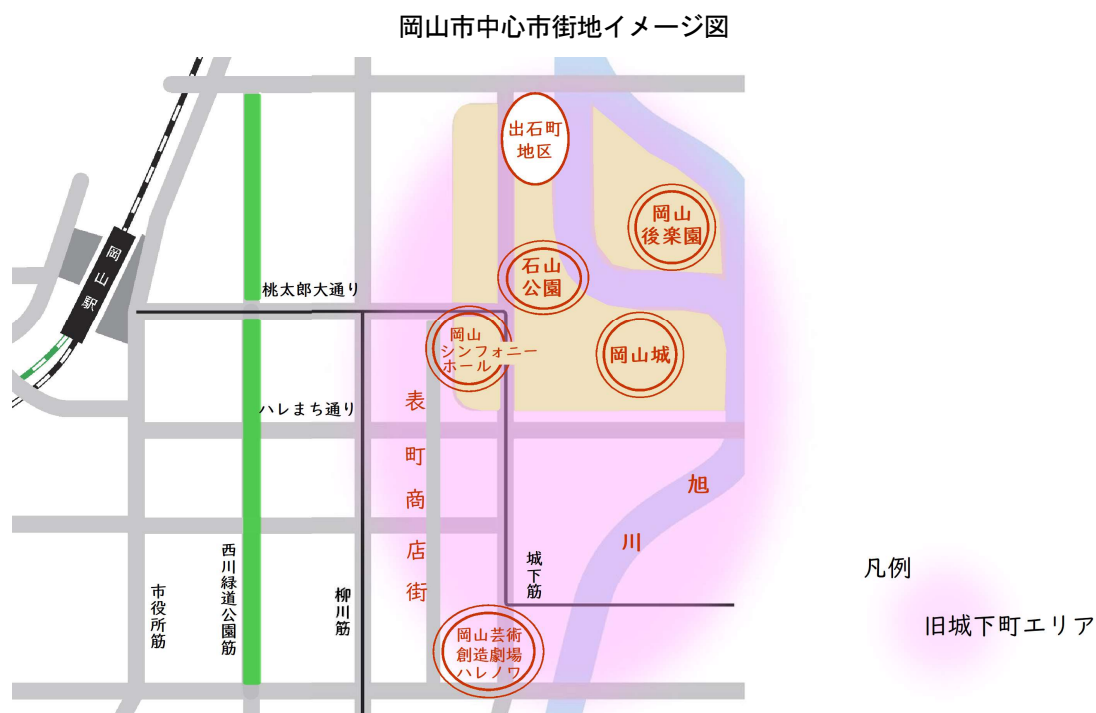 岡山市中心市街地イメージ図
出石町
地区
岡山
後楽園
石山
公園
岡山駅
桃太郎大通り
岡山
シンフォニー
ホール
岡山城
ハレまち通り
表町商店街
旭川
城下筋
西川緑道公園筋
市役所筋
柳川筋
岡山芸術
創造劇場
ハレノワ
凡例
旧城下町エリア